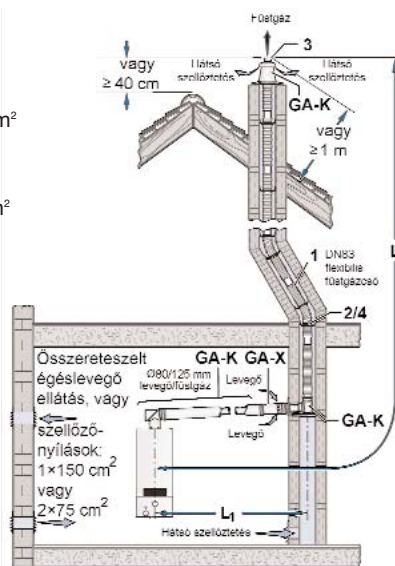 Füstgáz
3
vagy
≥ 40 cm
Hátsó
szellőztetés
Hátsó
szellőztetés
GA-K
m²
vagy
≥ 1 m
m²
L
1 DN83
flexibilis
füstgázcső
2/4
Összereteszelt
égéslevegő
ellátás, vagy
szellőző-
nyílások:
1×150 cm²
vagy
2×75 cm²
GA-K GA-X
Ø80/125 mm
levegő/füstgáz
Levegő
Levegő
GA-K
L₁
Hátsó szellőztetés